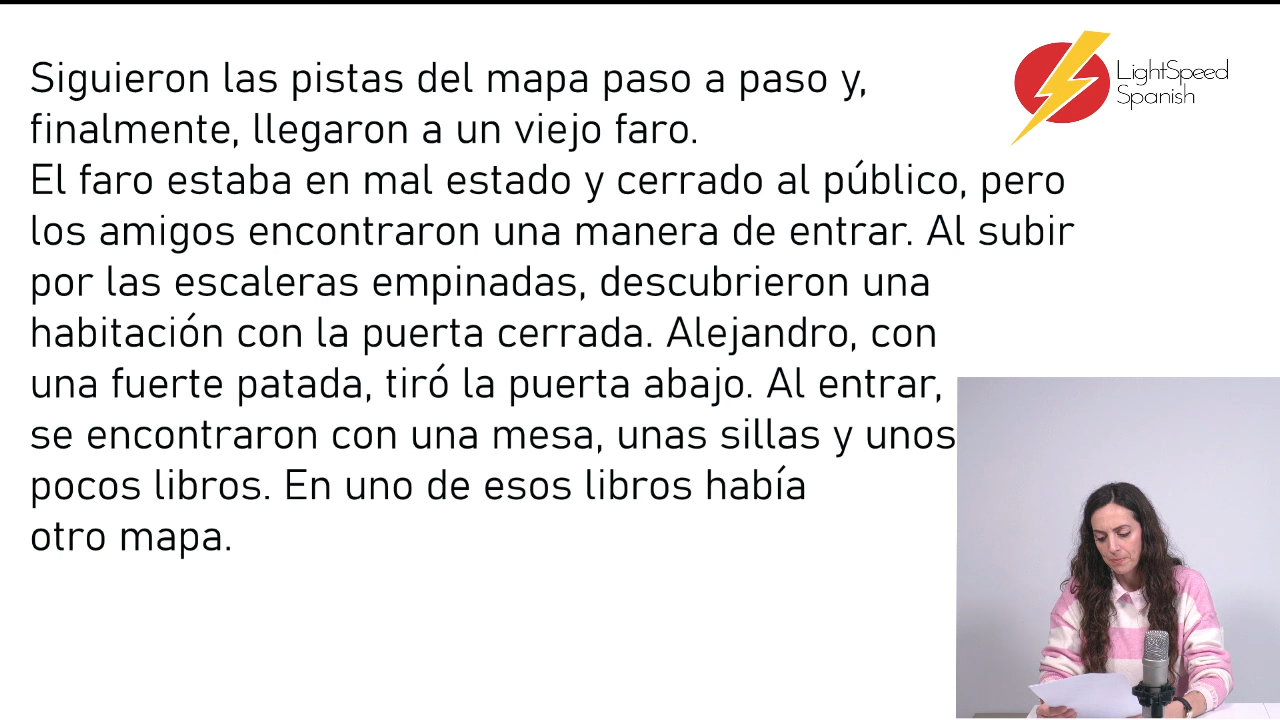 Siguieron las pistas del mapa paso a paso y,
finalmente, llegaron a un viejo faro.
El faro estaba en mal estado y cerrado al público, pero
los amigos encontraron una manera de entrar. Al subir
por las escaleras empinadas, descubrieron una
habitación con la puerta cerrada. Alejandro, con
una fuerte patada, tiró la puerta abajo. Al entrar,
se encontraron con una mesa, unas sillas y unos
pocos libros. En uno de esos libros había
otro mapa.
LightSpeed
Spanish